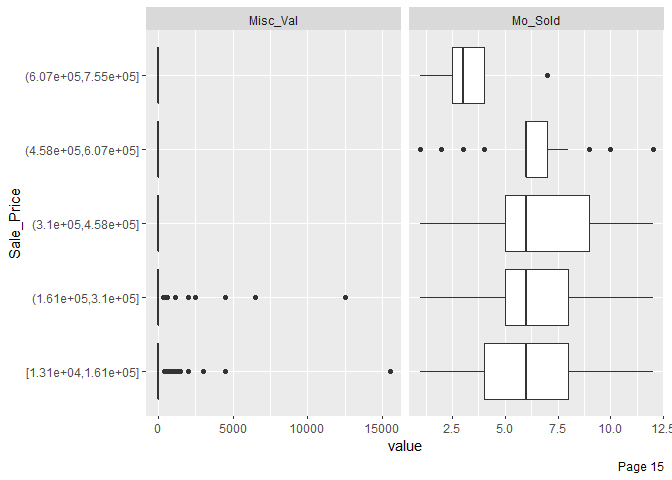 Misc_Val Mo_Sold
Sale_Price
(6.07e+05,7.55e+05]
(4.58e+05,6.07e+05]
(3.1e+05,4.58e+05]
(1.61e+05,3.1e+05]
[1.31e+04,1.61e+05]
0 5000 10000 15000 2.5 5.0 7.5 10.0 12.5
value
Page 15